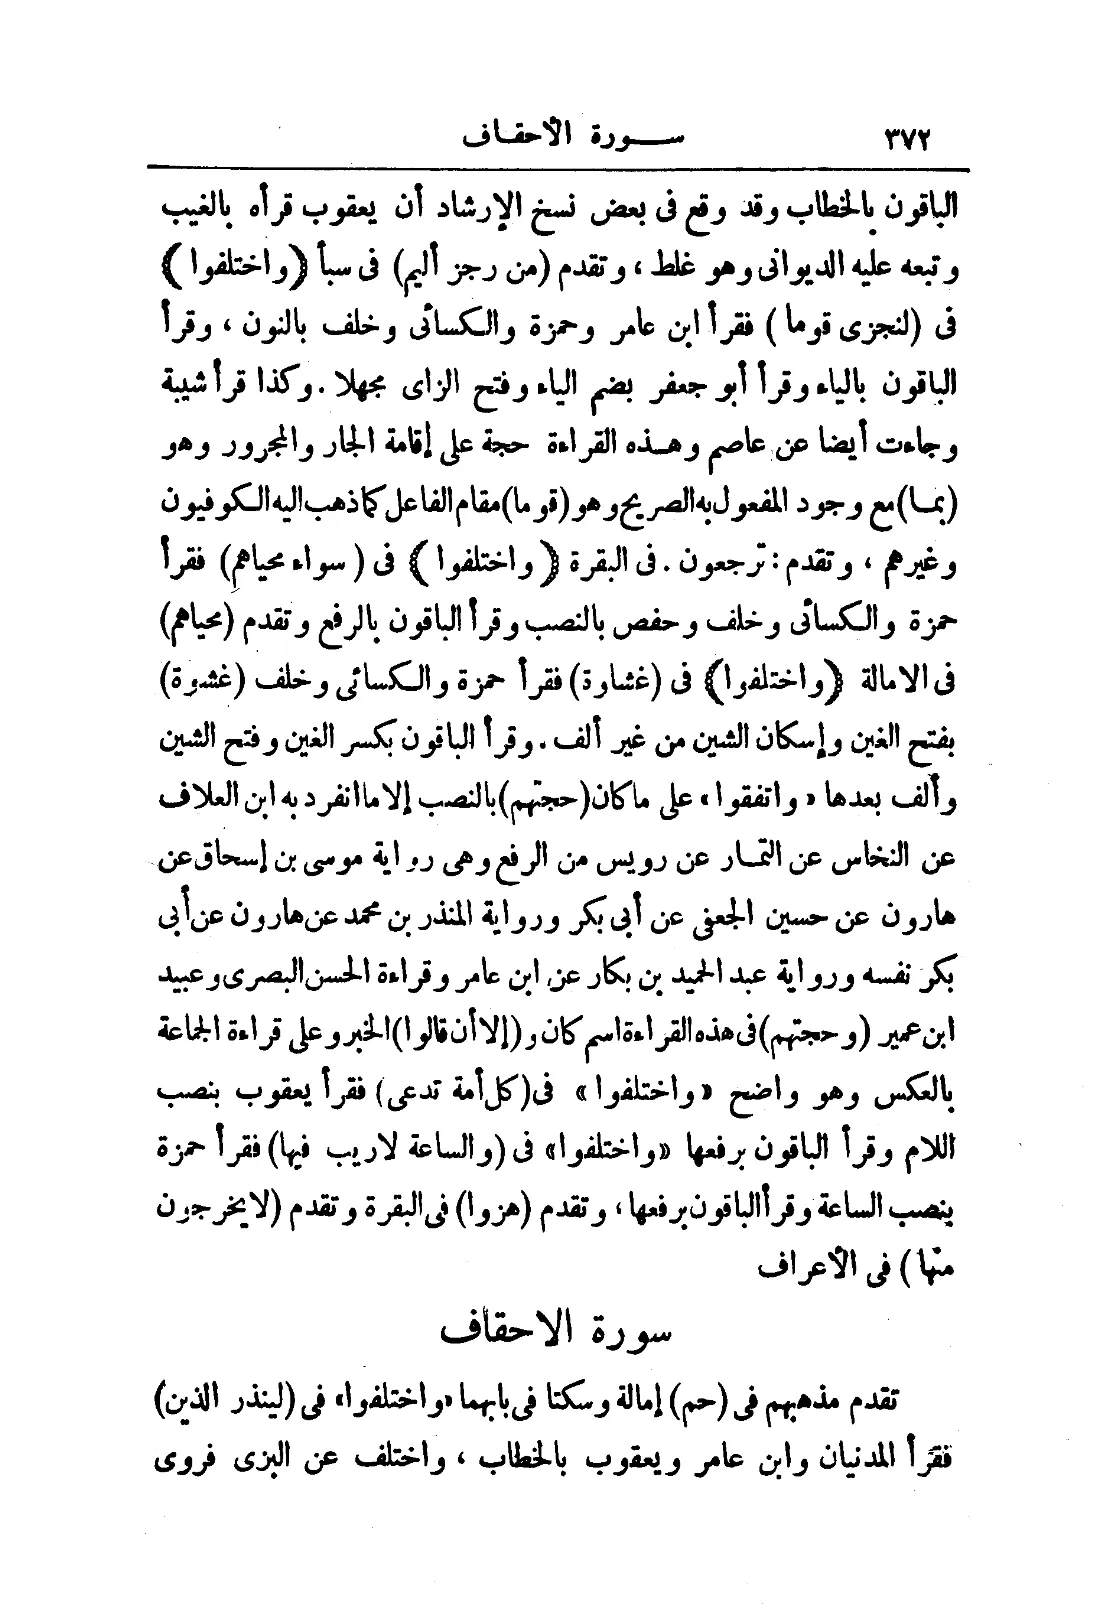 ٣٧٢ ســـورة الأحقـاف
الباقون بالخطاب وقد وقع فى بعض نسخ الإرشاد أن يعقوب قرأه بالغيب
وتبعه عليه الديوانى وهو غلط ، وتقدم (من رجز أليم) فى سبأ ﴿واختلفوا﴾
فى (لنجزى قوما) فقرأ ابن عامر وحمزة والكسائى وخلف بالنون ، وقرأ
الباقون بالياء وقرأ أبو جعفر بضم الياء وفتح الزاى مجهلا . وكذا قرأ شيبة
وجاءت أيضا عن عاصم وهـذه القراءة حجة على إقامة الجار والمجرور وهو
(بمـا) مع وجود المفعول به الصريح وهو (قوما) مقام الفاعل كما ذهب اليه الكوفيون
وغيرهم ، وتقدم : ترجعون . فى البقرة ﴿واختلفوا﴾ فى (سواء محياهم) فقرأ
حمزة والكسائى وخلف وحفص بالنصب وقرأ الباقون بالرفع وتقدم (محياهم)
فى الامالة ﴿واختلفوا﴾ فى (غشاوة) فقرأ حمزة والكسائى وخلف (غشوة)
بفتح الغين وإسكان الشين من غير ألف . وقرأ الباقون بكسر الغين وفتح الشين
وألف بعدها «واتفقوا» على ما كان (حجتهم) بالنصب إلا ما انفرد به ابن العلاف
عن النخاس عن التمـار عن رويس من الرفع وهى رواية موسى بن إسحاق عن
هارون عن حسين الجعفى عن أبى بكر ورواية المنذر بن محمد عن هارون عن أبى
بكر نفسه ورواية عبد الحميد بن بكار عن ابن عامر وقراءة الحسن البصرى وعبيد
ابن عمير (وحجتهم) فى هذه القراءة اسم كان و (إلا أن قالوا) الخبر وعلى قراءة الجماعة
بالعكس وهو واضح «واختلفوا» فى (كل أمة تدعى) فقرأ يعقوب بنصب
اللام وقرأ الباقون برفعها «واختلفوا» فى (والساعة لا ريب فيها) فقرأ حمزة
بنصب الساعة وقرأ الباقون برفعها ، وتقدم (هزوا) فى البقرة وتقدم (لا يخرجون
منها) فى الأعراف
سورة الاحقاف
تقدم مذهبهم فى (حم) إمالة وسكتا فى بابهما «واختلفوا» فى (لينذر الذين)
فقرأ المدنيان وابن عامر ويعقوب بالخطاب ، واختلف عن البزى فروى